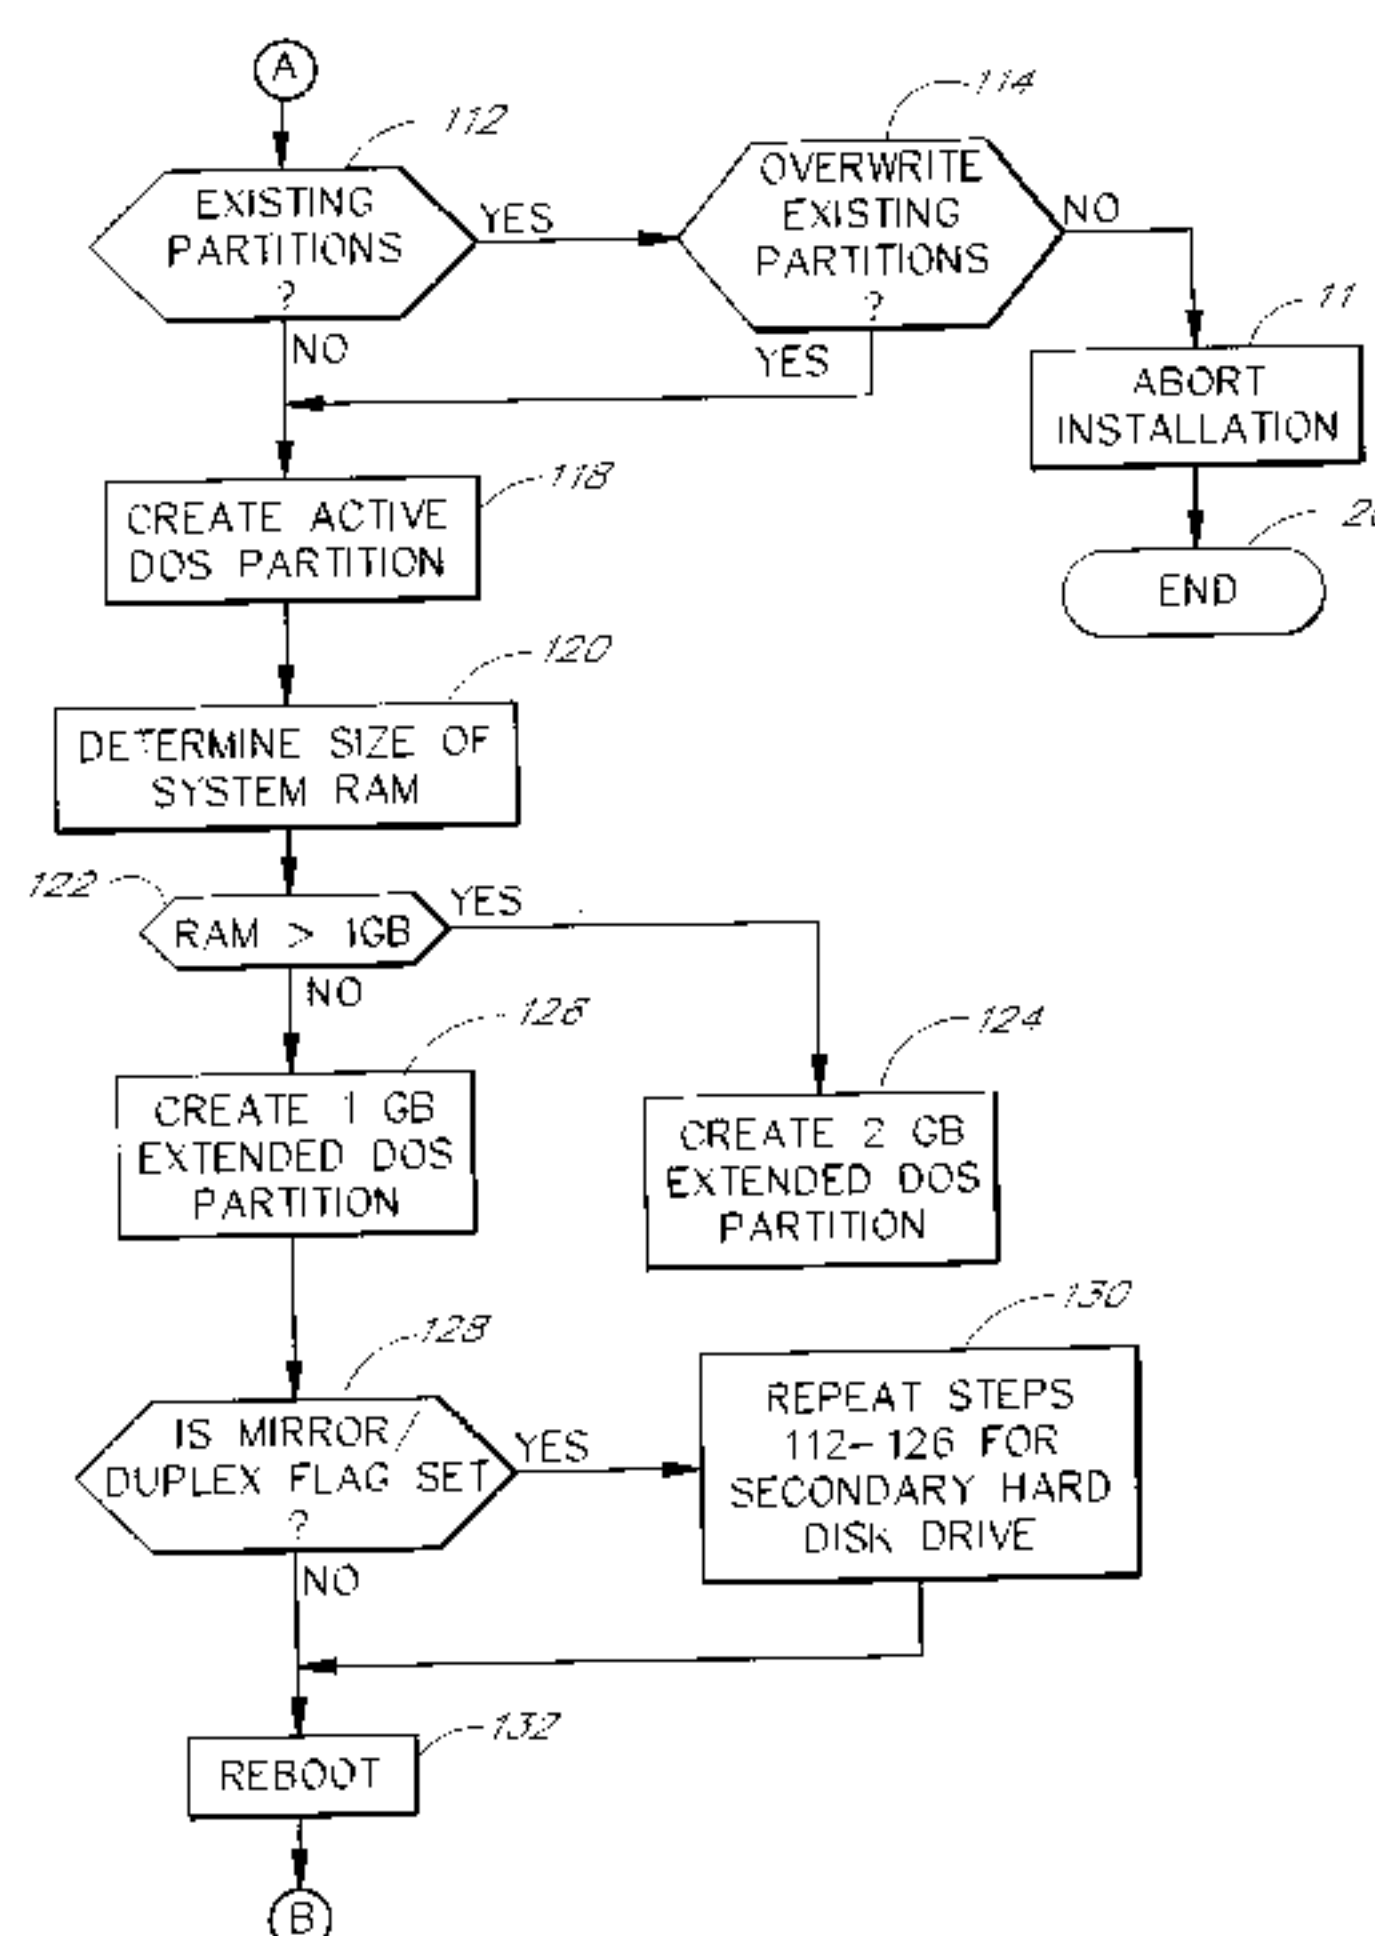 A
112
EXISTING
PARTITIONS
?
YES
NO
114
OVERWRITE
EXISTING
PARTITIONS
?
NO
YES
11
ABORT
INSTALLATION
END
118
CREATE ACTIVE
DOS PARTITION
120
DETERMINE SIZE OF
SYSTEM RAM
122
RAM > 1GB
YES
NO
126
CREATE 1 GB
EXTENDED DOS
PARTITION
124
CREATE 2 GB
EXTENDED DOS
PARTITION
128
IS MIRROR/
DUPLEX FLAG SET
?
YES
NO
130
REPEAT STEPS
112-126 FOR
SECONDARY HARD
DISK DRIVE
132
REBOOT
B